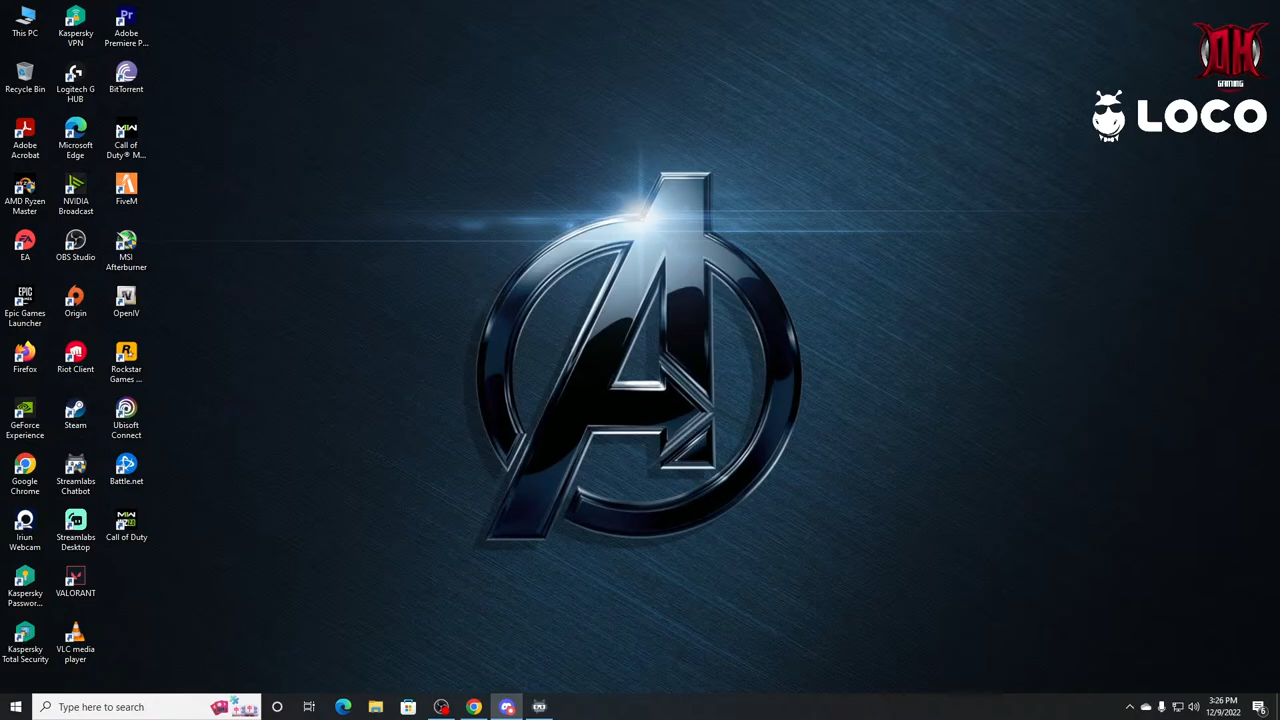 This PC
Kaspersky
VPN
Adobe
Premiere P...
Recycle Bin
Logitech G
HUB
BitTorrent
Adobe
Acrobat
Microsoft
Edge
Call of
Duty® M...
AMD Ryzen
Master
NVIDIA
Broadcast
FiveM
EA
OBS Studio
MSI
Afterburner
Epic Games
Launcher
Origin
OpenIV
Firefox
Riot Client
Rockstar
Games ...
GeForce
Experience
Steam
Ubisoft
Connect
Google
Chrome
Streamlabs
Chatbot
Battle.net
Iriun
Webcam
Streamlabs
Desktop
Call of Duty
Kaspersky
Passwor...
VALORANT
Kaspersky
Total Security
VLC media
player
GAMING
LOCO
Type here to search
3:26 PM
12/9/2022